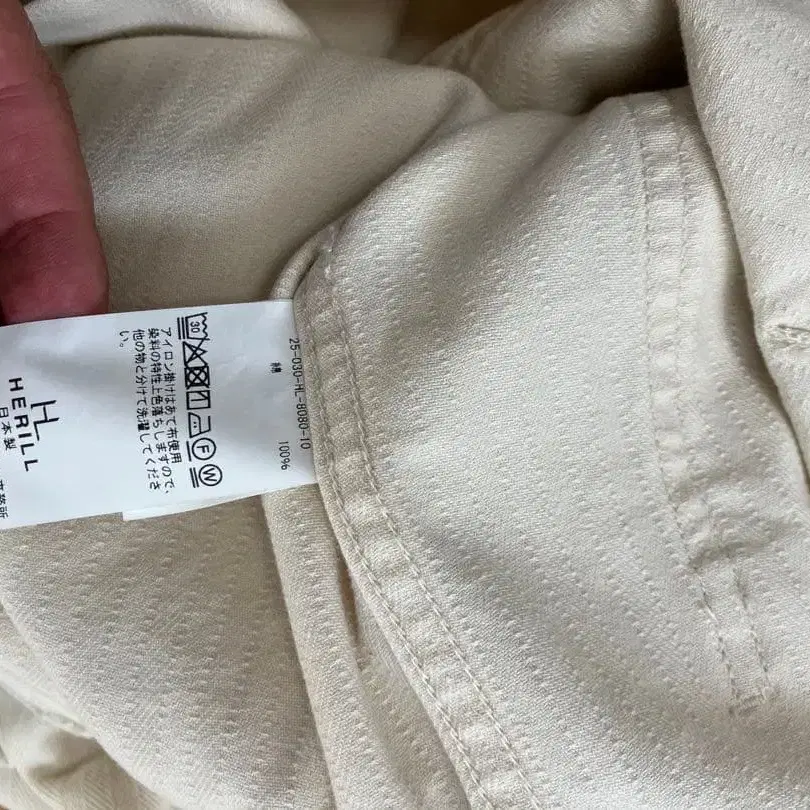 25-030-HL-8080-10
綿 100%
30
F W
アイロン掛けはあて布使用
染料の特性上色落ちしますので、
他の物と分けて洗濯してくださ
い。
HL
HERILL
日本製